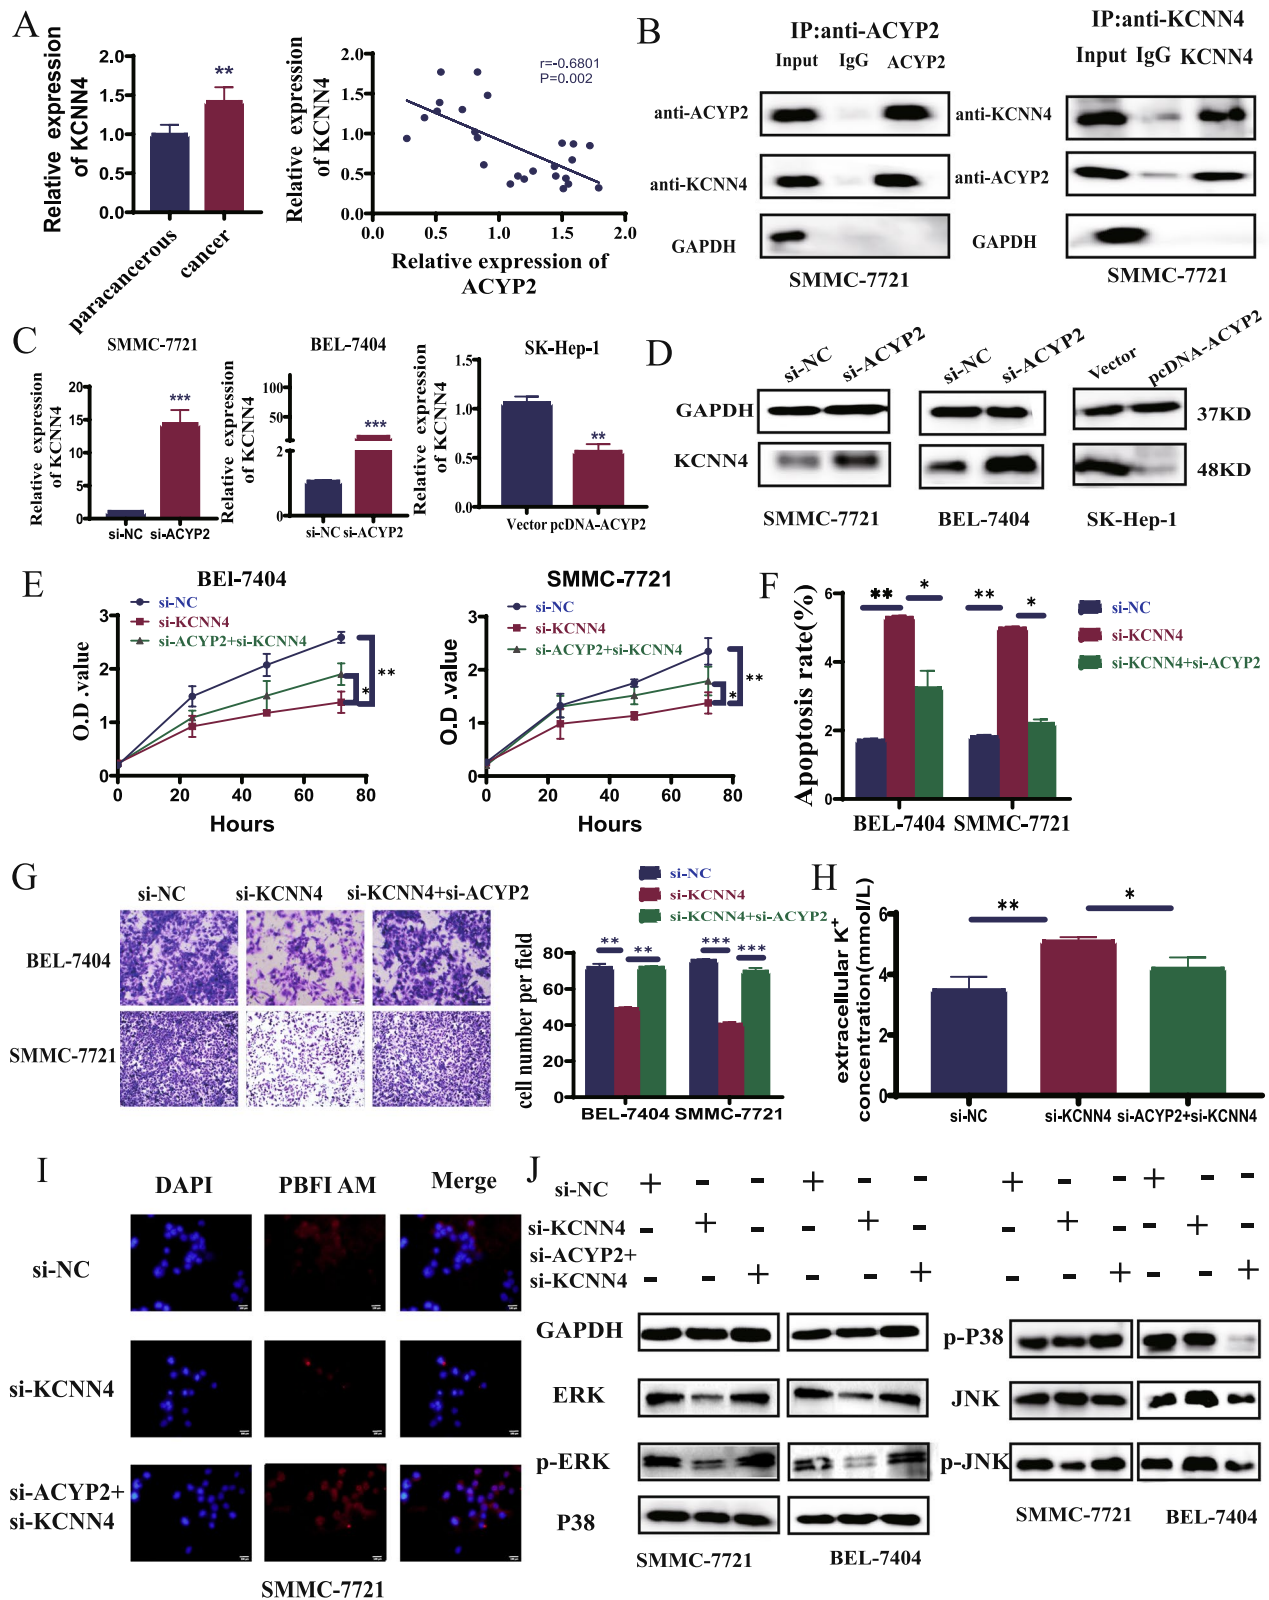 A
Relative expression
of KCNN4
2.0
1.5
1.0
0.5
0.0
**
paracancerous
cancer
Relative expression
of KCNN4
2.0
1.5
1.0
0.5
0.0
r=-0.6801
P=0.002
0.0 0.5 1.0 1.5 2.0
Relative expression of
ACYP2
B
IP:anti-ACYP2
Input IgG ACYP2
anti-ACYP2
anti-KCNN4
GAPDH
SMMC-7721
IP:anti-KCNN4
Input IgG KCNN4
anti-KCNN4
anti-ACYP2
GAPDH
SMMC-7721
C
SMMC-7721
Relative expression
of KCNN4
20
15
10
5
0
***
si-NC si-ACYP2
BEL-7404
Relative expression
of KCNN4
100
50
2
0
***
si-NC si-ACYP2
SK-Hep-1
Relative expression
of KCNN4
1.5
1.0
0.5
0.0
**
Vector pcDNA-ACYP2
D
si-NC si-ACYP2 si-NC si-ACYP2 Vector pcDNA-ACYP2
GAPDH 37KD
KCNN4 48KD
SMMC-7721 BEL-7404 SK-Hep-1
E
BEl-7404
si-NC
si-KCNN4
si-ACYP2+si-KCNN4
O.D .value
3
2
1
0
**
*
0 20 40 60 80
Hours
SMMC-7721
si-NC
si-KCNN4
si-ACYP2+si-KCNN4
O.D .value
3
2
1
0
**
*
0 20 40 60 80
Hours
F
Apoptosis rate(%)
6
4
2
0
** * ** *
si-NC
si-KCNN4
si-KCNN4+si-ACYP2
BEL-7404 SMMC-7721
G
si-NC si-KCNN4 si-KCNN4+si-ACYP2
BEL-7404
SMMC-7721
si-NC
si-KCNN4
si-KCNN4+si-ACYP2
cell number per field
80
60
40
20
0
** ** *** ***
BEL-7404 SMMC-7721
H
extracellular K+
concentration(mmol/L)
6
4
2
0
** *
si-NC si-KCNN4 si-ACYP2+si-KCNN4
I
DAPI PBFI AM Merge
si-NC
si-KCNN4
si-ACYP2+
si-KCNN4
SMMC-7721
J
si-NC + - - + - - + - - + - -
si-KCNN4 - + - - + - - + - - + -
si-ACYP2+
si-KCNN4 - - + - - + - - + - - +
GAPDH
ERK
p-ERK
P38
SMMC-7721 BEL-7404
p-P38
JNK
p-JNK
SMMC-7721 BEL-7404